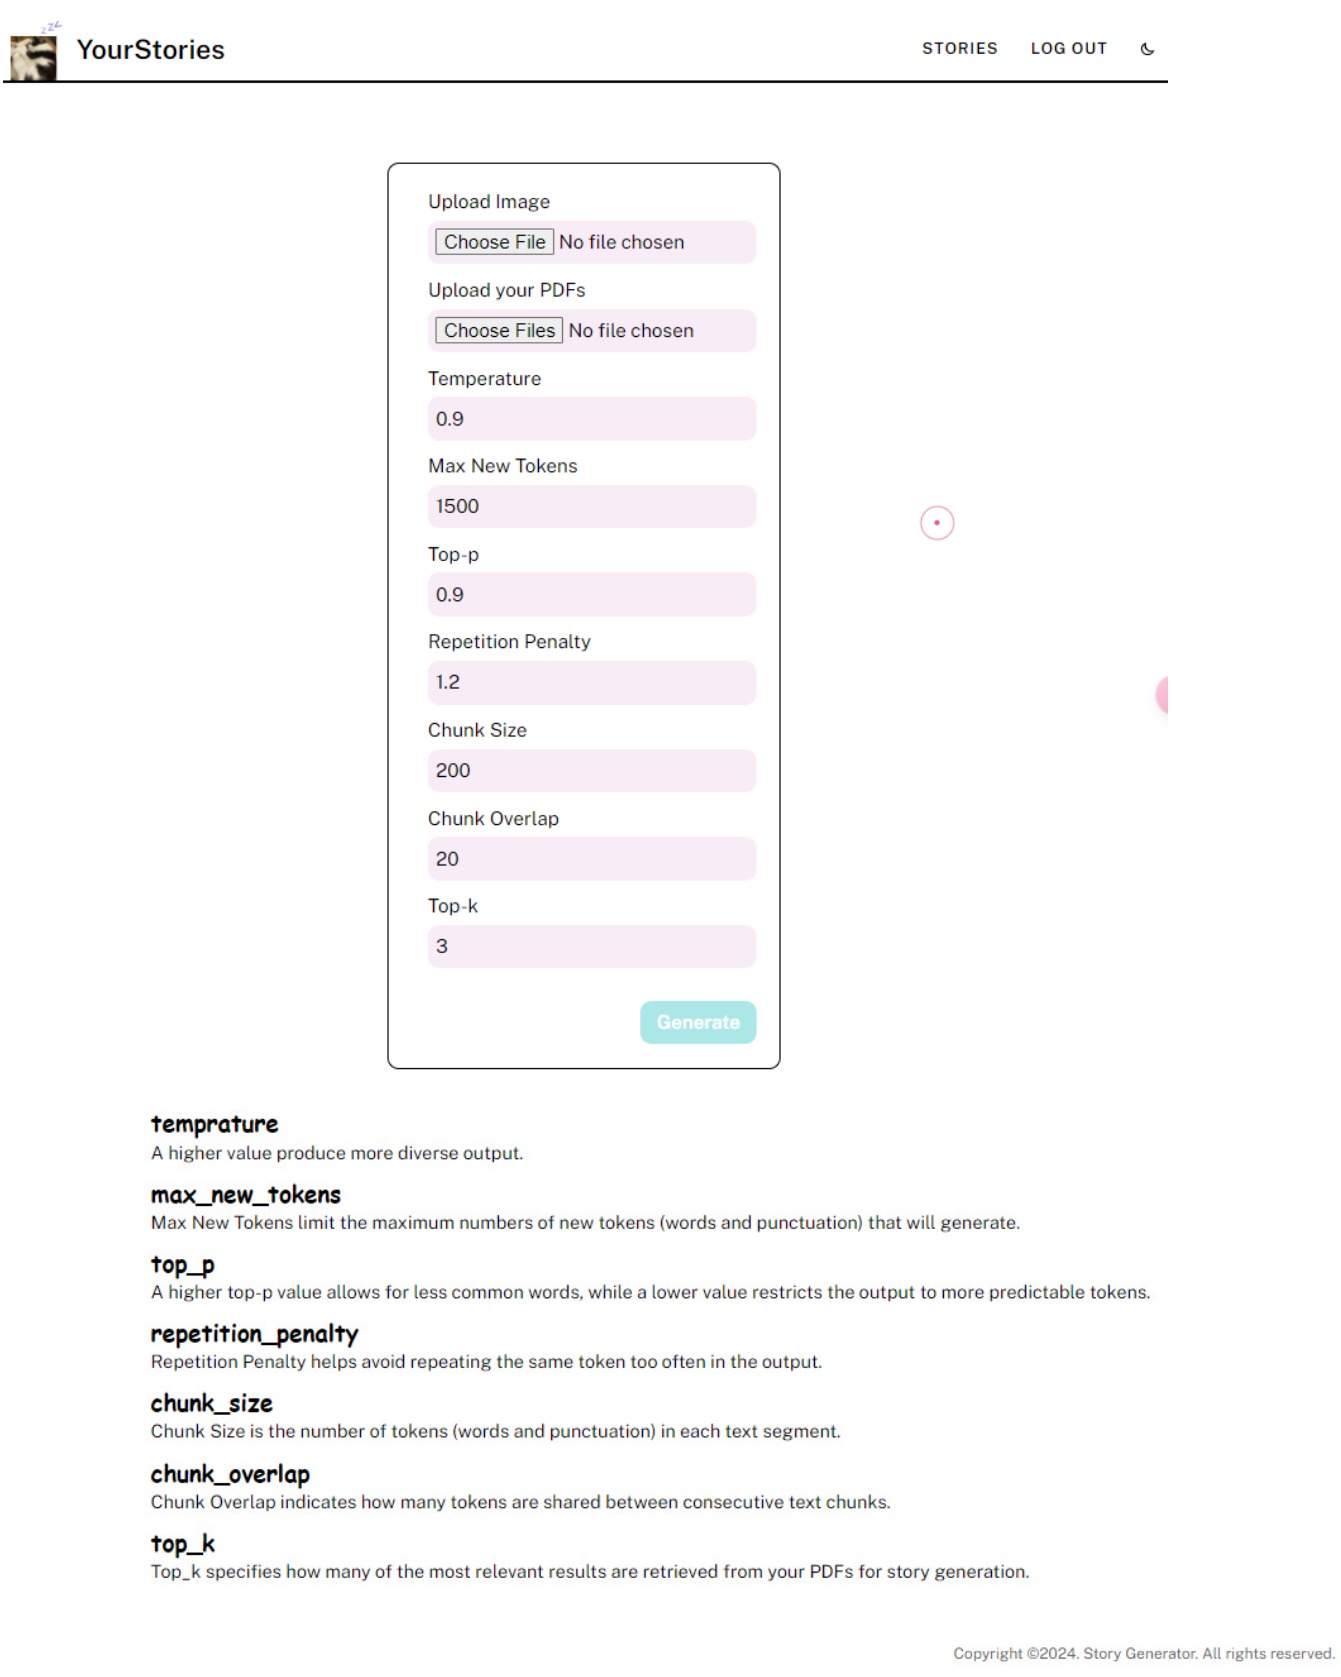 zzz
YourStories
STORIES LOG OUT
Upload Image
Choose File No file chosen
Upload your PDFs
Choose Files No file chosen
Temperature
0.9
Max New Tokens
1500
Top-p
0.9
Repetition Penalty
1.2
Chunk Size
200
Chunk Overlap
20
Top-k
3
Generate
temprature
A higher value produce more diverse output.
max_new_tokens
Max New Tokens limit the maximum numbers of new tokens (words and punctuation) that will generate.
top_p
A higher top-p value allows for less common words, while a lower value restricts the output to more predictable tokens.
repetition_penalty
Repetition Penalty helps avoid repeating the same token too often in the output.
chunk_size
Chunk Size is the number of tokens (words and punctuation) in each text segment.
chunk_overlap
Chunk Overlap indicates how many tokens are shared between consecutive text chunks.
top_k
Top_k specifies how many of the most relevant results are retrieved from your PDFs for story generation.
Copyright ©2024. Story Generator. All rights reserved.